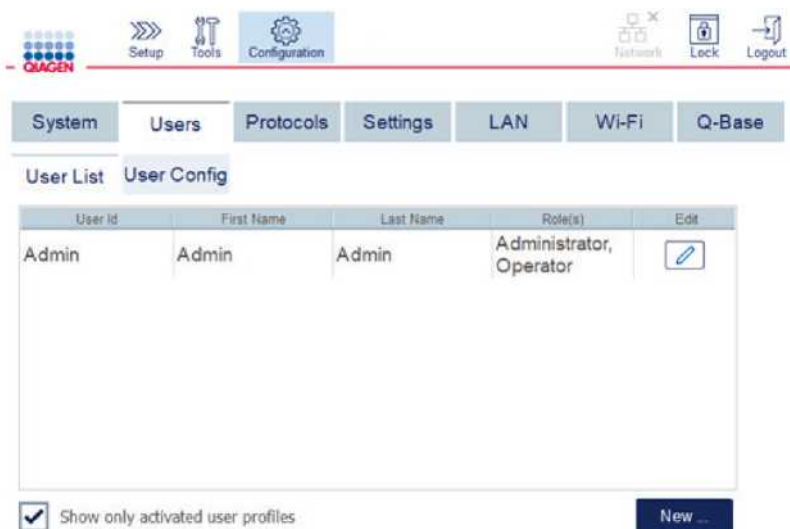 QIAGEN
Setup
Tools
Configuration
Network
Lock
Logout
System
Users
Protocols
Settings
LAN
Wi-Fi
Q-Base
User List
User Config
User Id
First Name
Last Name
Role(s)
Edit
Admin
Admin
Admin
Administrator,
Operator
Show only activated user profiles
New ...